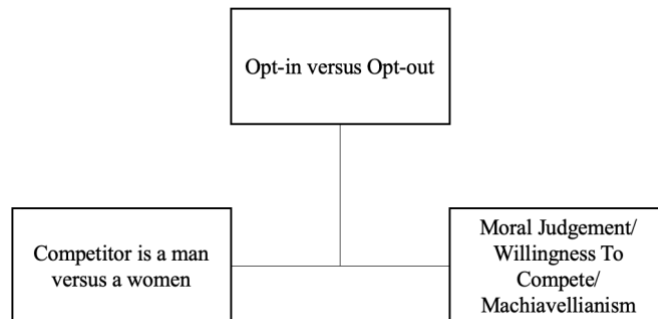 Opt-in versus Opt-out
Competitor is a man
versus a women
Moral Judgement/
Willingness To
Compete/
Machiavellianism